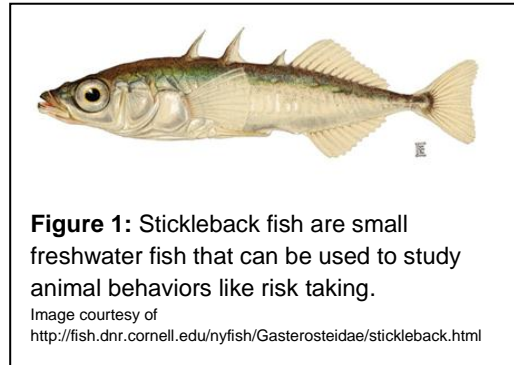 Figure 1: Stickleback fish are small
freshwater fish that can be used to study
animal behaviors like risk taking.
Image courtesy of
http://fish.dnr.cornell.edu/nyfish/Gasterosteidae/stickleback.html